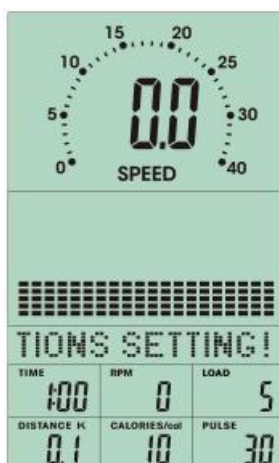 15 20
10 25
0.0
5 30
0 40
SPEED
TIONS SETTING!
TIME RPM LOAD
1:00 0 5
DISTANCE K CALORIES/cal PULSE
0.1 10 30